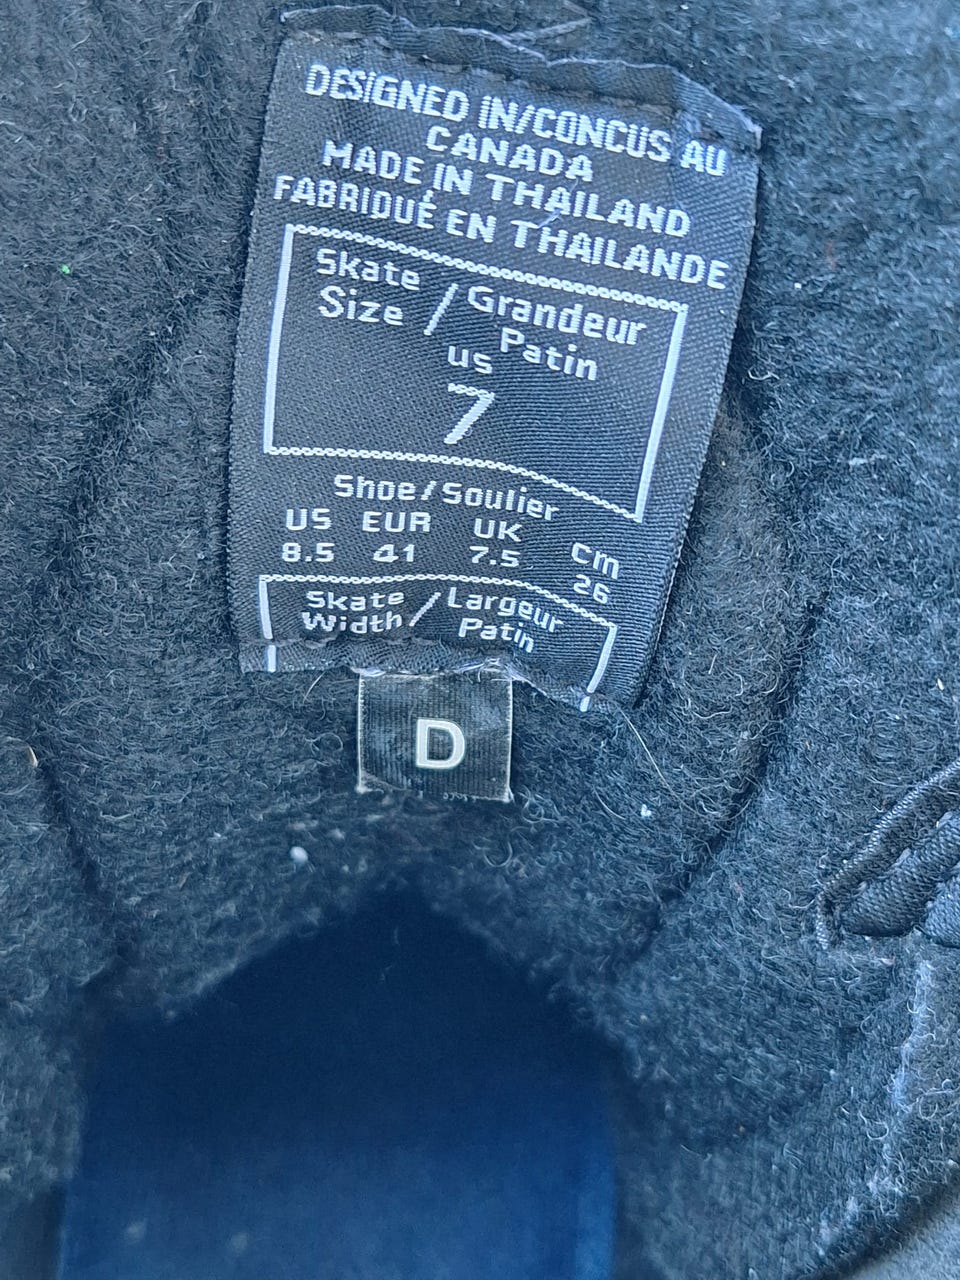 DESIGNED IN/CONCUS AU
CANADA
MADE IN THAILAND
FABRIQUÉ EN THAILANDE
Skate Size / Grandeur Patin
US
7
Shoe/Soulier
US EUR UK cm
8.5 41 7.5 26
Skate Width / Largeur Patin
D